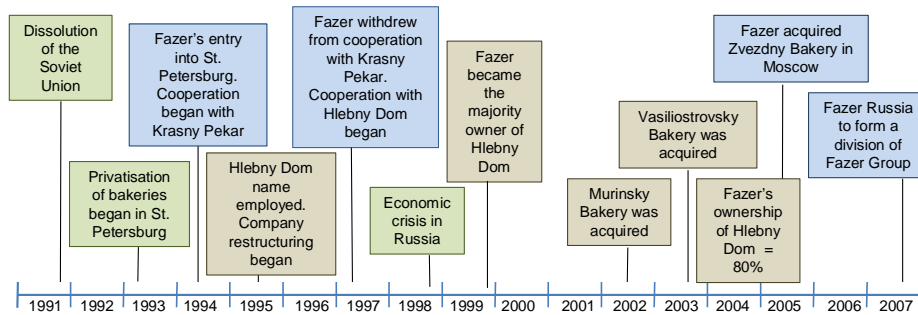 Dissolution
of the
Soviet
Union
Privatisation
of bakeries
began in St.
Petersburg
Fazer's entry
into St.
Petersburg.
Cooperation
began with
Krasny Pekar
Hlebny Dom
name
employed.
Company
restructuring
began
Fazer withdrew
from cooperation
with Krasny
Pekar.
Cooperation with
Hlebny Dom
began
Economic
crisis in
Russia
Fazer
became
the
majority
owner of
Hlebny
Dom
Murinsky
Bakery was
acquired
Vasiliostrovsky
Bakery was
acquired
Fazer's
ownership
of Hlebny
Dom =
80%
Fazer acquired
Zvezdny Bakery in
Moscow
Fazer Russia
to form a
division of
Fazer Group
1991 1992 1993 1994 1995 1996 1997 1998 1999 2000 2001 2002 2003 2004 2005 2006 2007